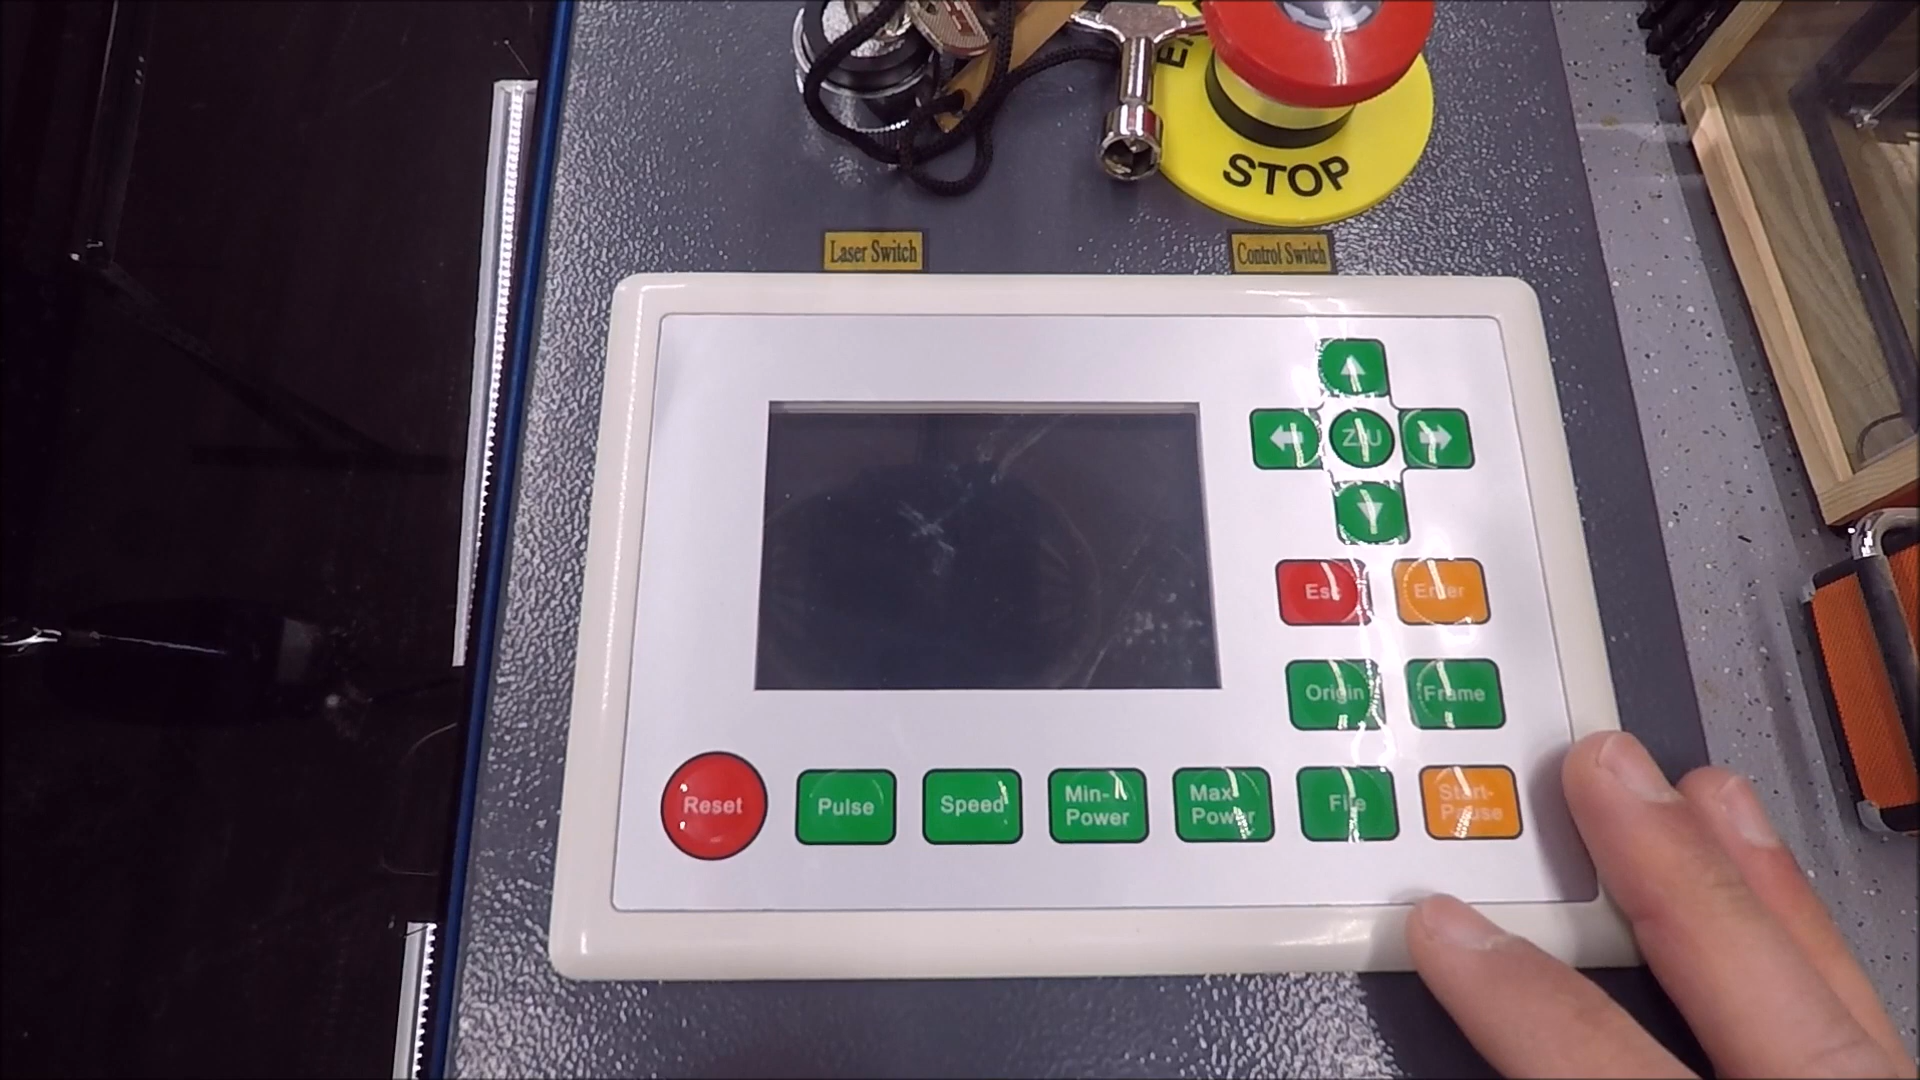 STOP
Laser Switch
Control Switch
Z/U
Esc
Enter
Origin
Frame
Reset
Pulse
Speed
Min-
Power
Max-
Power
File
Start-
Pause